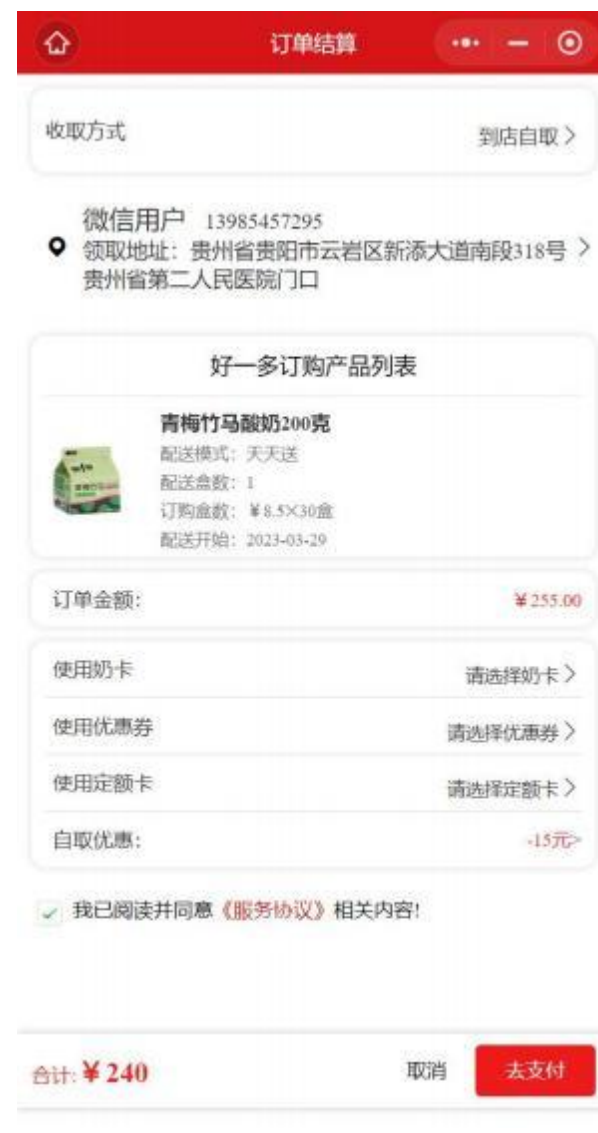 订单结算
收取方式
到店自取
微信用户 13985457295
领取地址：贵州省贵阳市云岩区新添大道南段318号
贵州省第二人民医院门口
好一多订购产品列表
青梅竹马酸奶200克
配送模式：天天送
配送盒数：1
订购盒数：￥8.5×30盒
配送开始：2023-03-29
订单金额：
￥255.00
使用奶卡
请选择奶卡
使用优惠券
请选择优惠券
使用定额卡
请选择定额卡
自取优惠：
-15元>
我已阅读并同意《服务协议》相关内容!
合计:￥240
取消
去支付